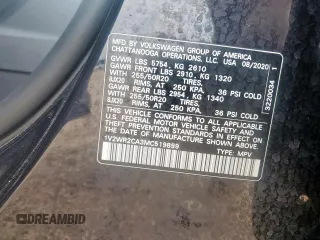 MFD. BY VOLKSWAGEN GROUP OF AMERICA
CHATTANOOGA OPERATIONS, LLC. USA 08/2020
GVWR LBS 5754, KG 2610
GAWR FRONT LBS 2910, KG 1320
WITH - 255/50R20 TIRES,
8JX20 RIMS, AT 250 KPA, 36 PSI COLD
GAWR REAR LBS 2954, KG 1340
WITH - 255/50R20 TIRES,
8JX20 RIMS, AT 250 KPA, 36 PSI COLD
THIS VEHICLE CONFORMS TO ALL APPLICABLE
FEDERAL MOTOR VEHICLE SAFETY, BUMPER,
AND THEFT PREVENTION STANDARDS IN EFFECT
ON THE DATE OF MANUFACTURE SHOWN ABOVE.
1V2WR2CA3MC519899 TYPE: MPV
3220034
DREAMBID